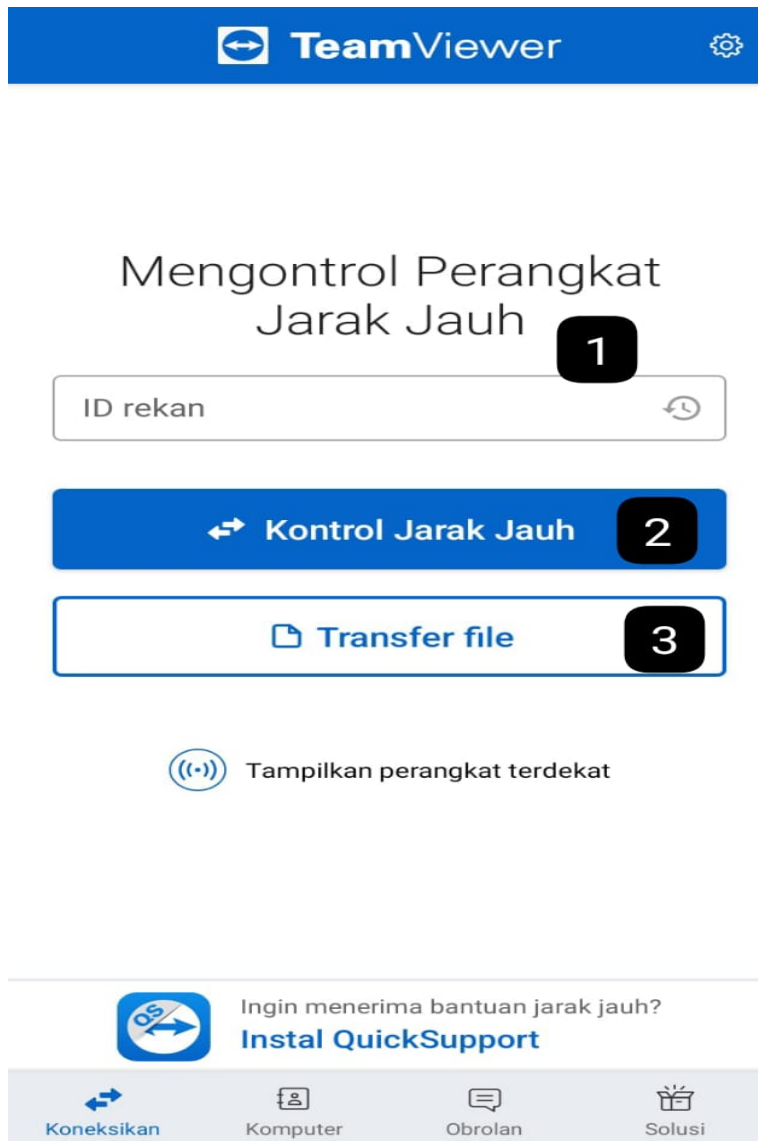 TeamViewer
Mengontrol Perangkat
Jarak Jauh
1
ID rekan
Kontrol Jarak Jauh
2
Transfer file
3
Tampilkan perangkat terdekat
QS
Ingin menerima bantuan jarak jauh?
Instal QuickSupport
Koneksikan
Komputer
Obrolan
Solusi